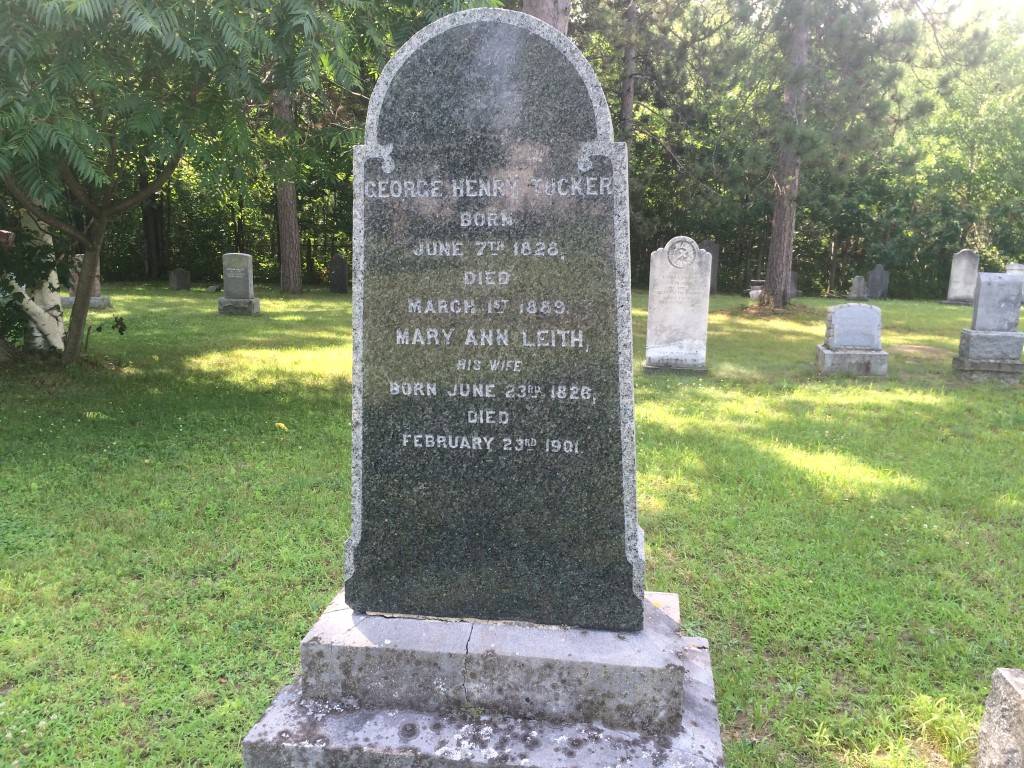 GEORGE HENRY TUCKER
BORN
JUNE 7TH 1828,
DIED
MARCH 1ST 1889.
MARY ANN LEITH,
HIS WIFE
BORN JUNE 23RD 1826,
DIED
FEBRUARY 23RD 1901